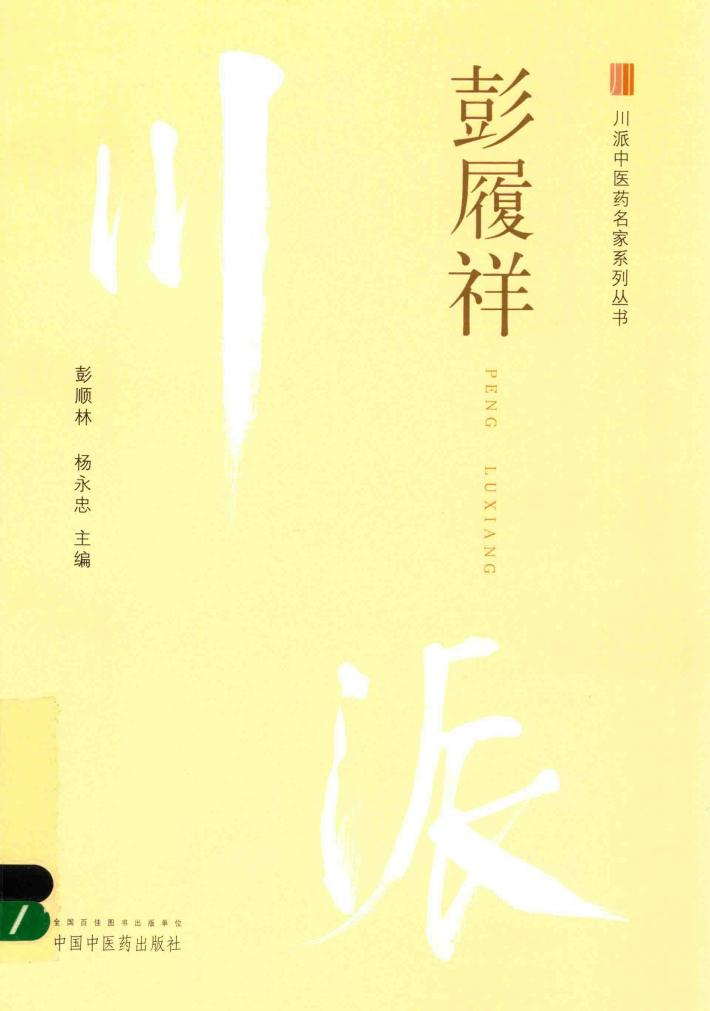 川派中医药名家系列丛书
彭履祥
PENG LUXIANG
川派
彭顺林 杨永忠 主编
全国百佳图书出版单位
中国中医药出版社